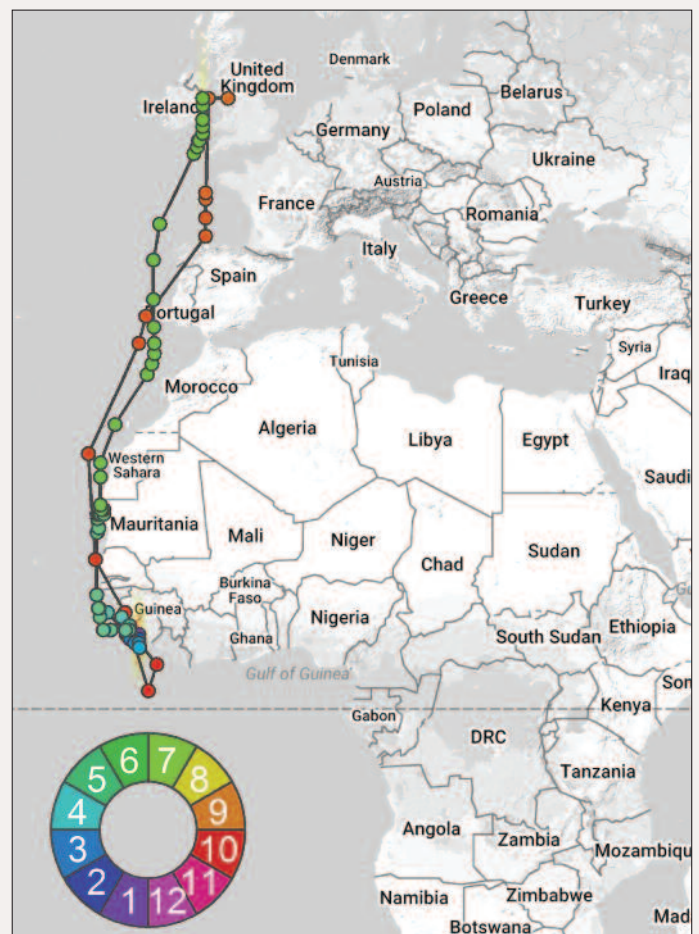 Denmark
United
Kingdom
Ireland
Belarus
Poland
Germany
Ukraine
Austria
France
Romania
Italy
Spain
Greece
Turkey
ortugal
Syria
Tunisia
Iraq
Morocco
Algeria
Libya
Egypt
Western
Sahara
Saudi
Mauritania
Mali
Niger
Chad
Sudan
Burkina
Faso
Guinea
Nigeria
Ethiopia
Ghana
South Sudan
Gulf of Guinea
Som
Kenya
Gabon
DRC
Tanzania
Angola
Zambia
Mozambiqu
Namibia
Zimbabwe
Botswana
Mad
6 7
5 8
4 9
3 10
2 11
1 12